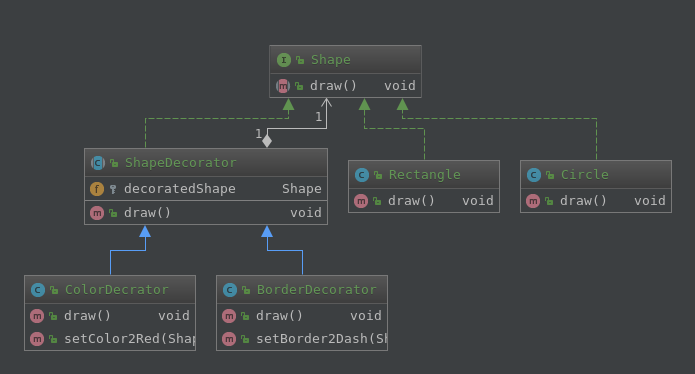 Shape
draw() void
1
1
ShapeDecorator
decoratedShape Shape
draw() void
Rectangle
draw() void
Circle
draw() void
ColorDecrator
draw() void
setColor2Red(Shap
BorderDecorator
draw() void
setBorder2Dash(Sh